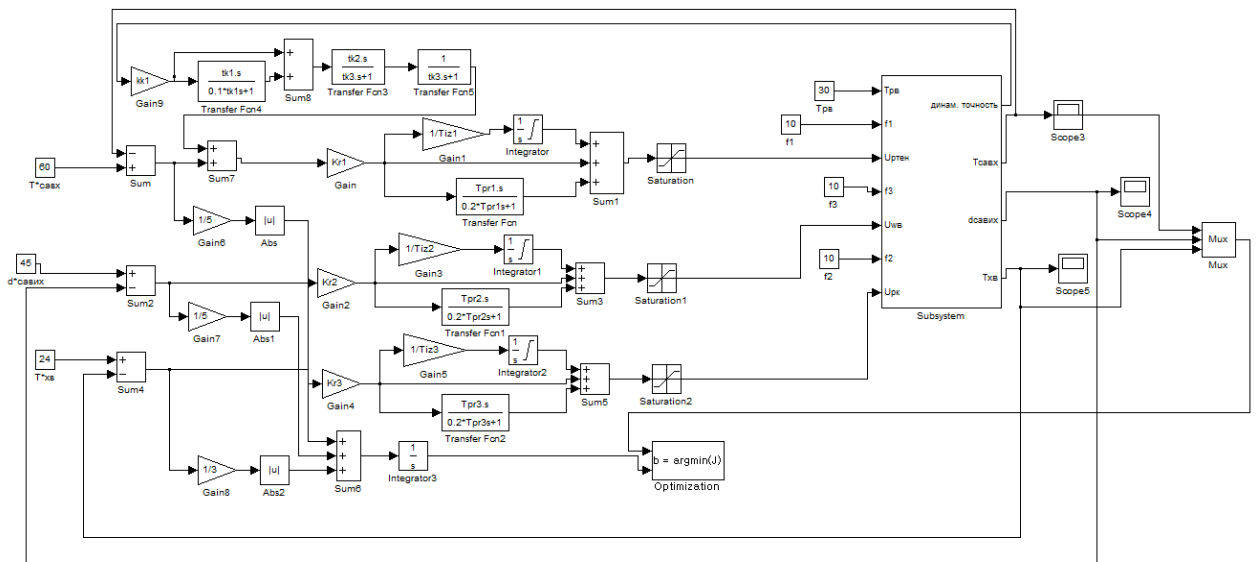 kk1
Gain9
tk1.s
0.1*tk1s+1
Transfer Fcn4
+
+
Sum8
tk2.s
tk3.s+1
Transfer Fcn3
1
tk3.s+1
Transfer Fcn5
60
T*савх
−
+
Sum
+
+
Sum7
Kr1
Gain
1/Tiz1
Gain1
1
s
Integrator
Tpr1.s
0.2*Tpr1s+1
Transfer Fcn
+
+
+
Sum1
Saturation
1/5
Gain6
|u|
Abs
45
d*савих
+
−
Sum2
Kr2
Gain2
1/Tiz2
Gain3
1
s
Integrator1
Tpr2.s
0.2*Tpr2s+1
Transfer Fcn1
+
+
+
Sum3
Saturation1
1/5
Gain7
|u|
Abs1
24
T*хв
+
−
Sum4
Kr3
Gain4
1/Tiz3
Gain5
1
s
Integrator2
Tpr3.s
0.2*Tpr3s+1
Transfer Fcn2
+
+
+
Sum5
Saturation2
1/3
Gain8
|u|
Abs2
+
+
+
Sum6
1
s
Integrator3
b = argmin(J)
Optimization
30
Трв
10
f1
10
f3
10
f2
Трв
f1
Uртен
f3
Uwв
f2
Uрк
динам. точность
Тсавх
dсавих
Тхв
Subsystem
Scope3
Scope4
Scope5
Mux
Mux